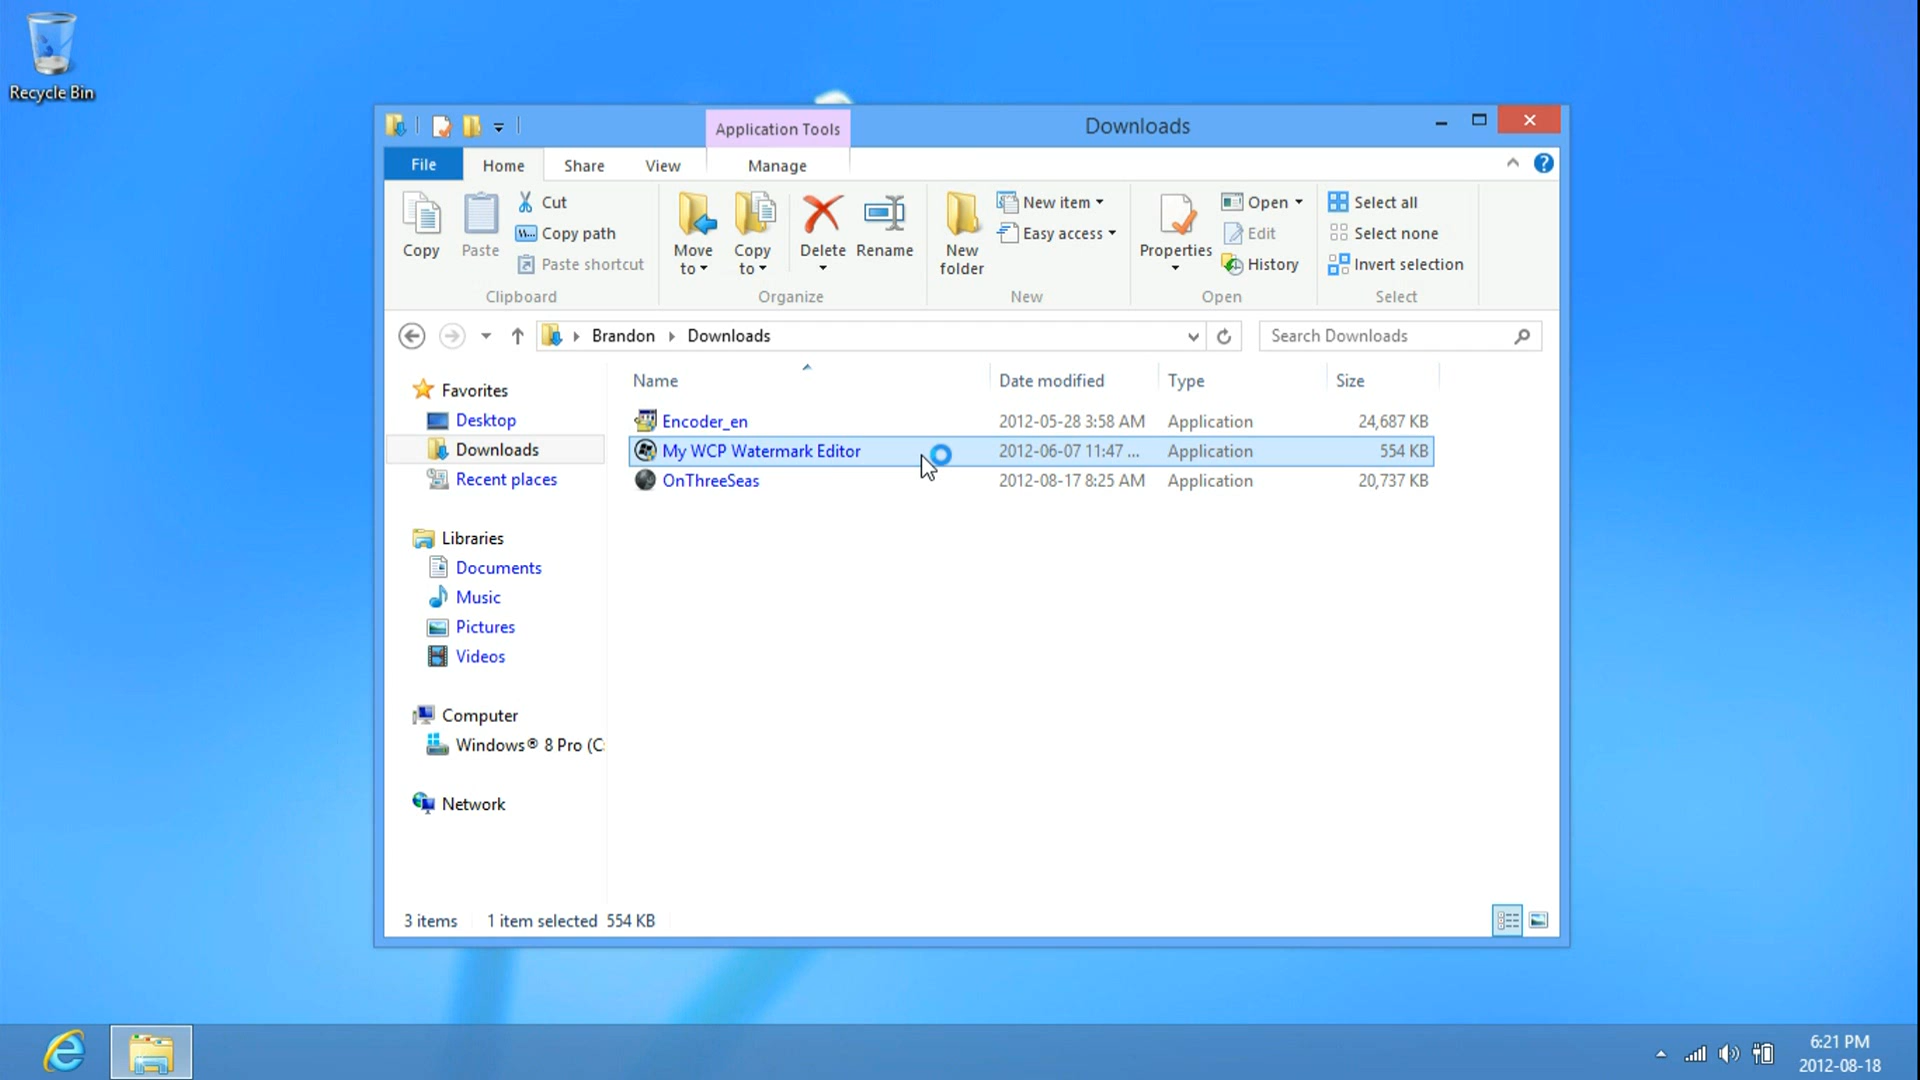 Recycle Bin
Application Tools
Downloads
File
Home
Share
View
Manage
Copy
Paste
Cut
Copy path
Paste shortcut
Clipboard
Move
to
Copy
to
Delete
Rename
Organize
New
folder
New item
Easy access
New
Properties
Open
Edit
History
Open
Select all
Select none
Invert selection
Select
Brandon
Downloads
Search Downloads
Name
Date modified
Type
Size
Favorites
Desktop
Downloads
Recent places
Libraries
Documents
Music
Pictures
Videos
Computer
Windows® 8 Pro (C:
Network
Encoder_en 2012-05-28 3:58 AM Application 24,687 KB
My WCP Watermark Editor 2012-06-07 11:47 ... Application 554 KB
OnThreeSeas 2012-08-17 8:25 AM Application 20,737 KB
3 items 1 item selected 554 KB
6:21 PM
2012-08-18